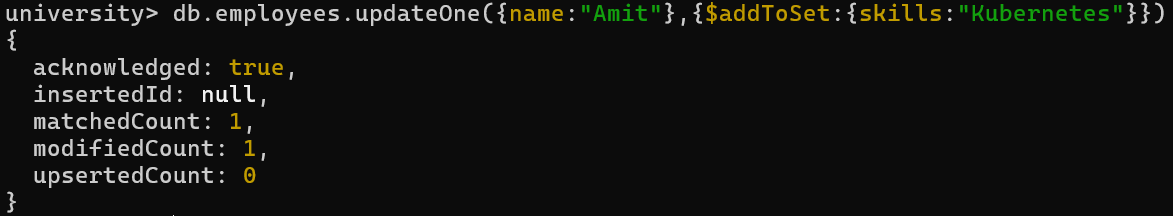 university> db.employees.updateOne({name:"Amit"},{$addToSet:{skills:"Kubernetes"}})
{
  acknowledged: true,
  insertedId: null,
  matchedCount: 1,
  modifiedCount: 1,
  upsertedCount: 0
}